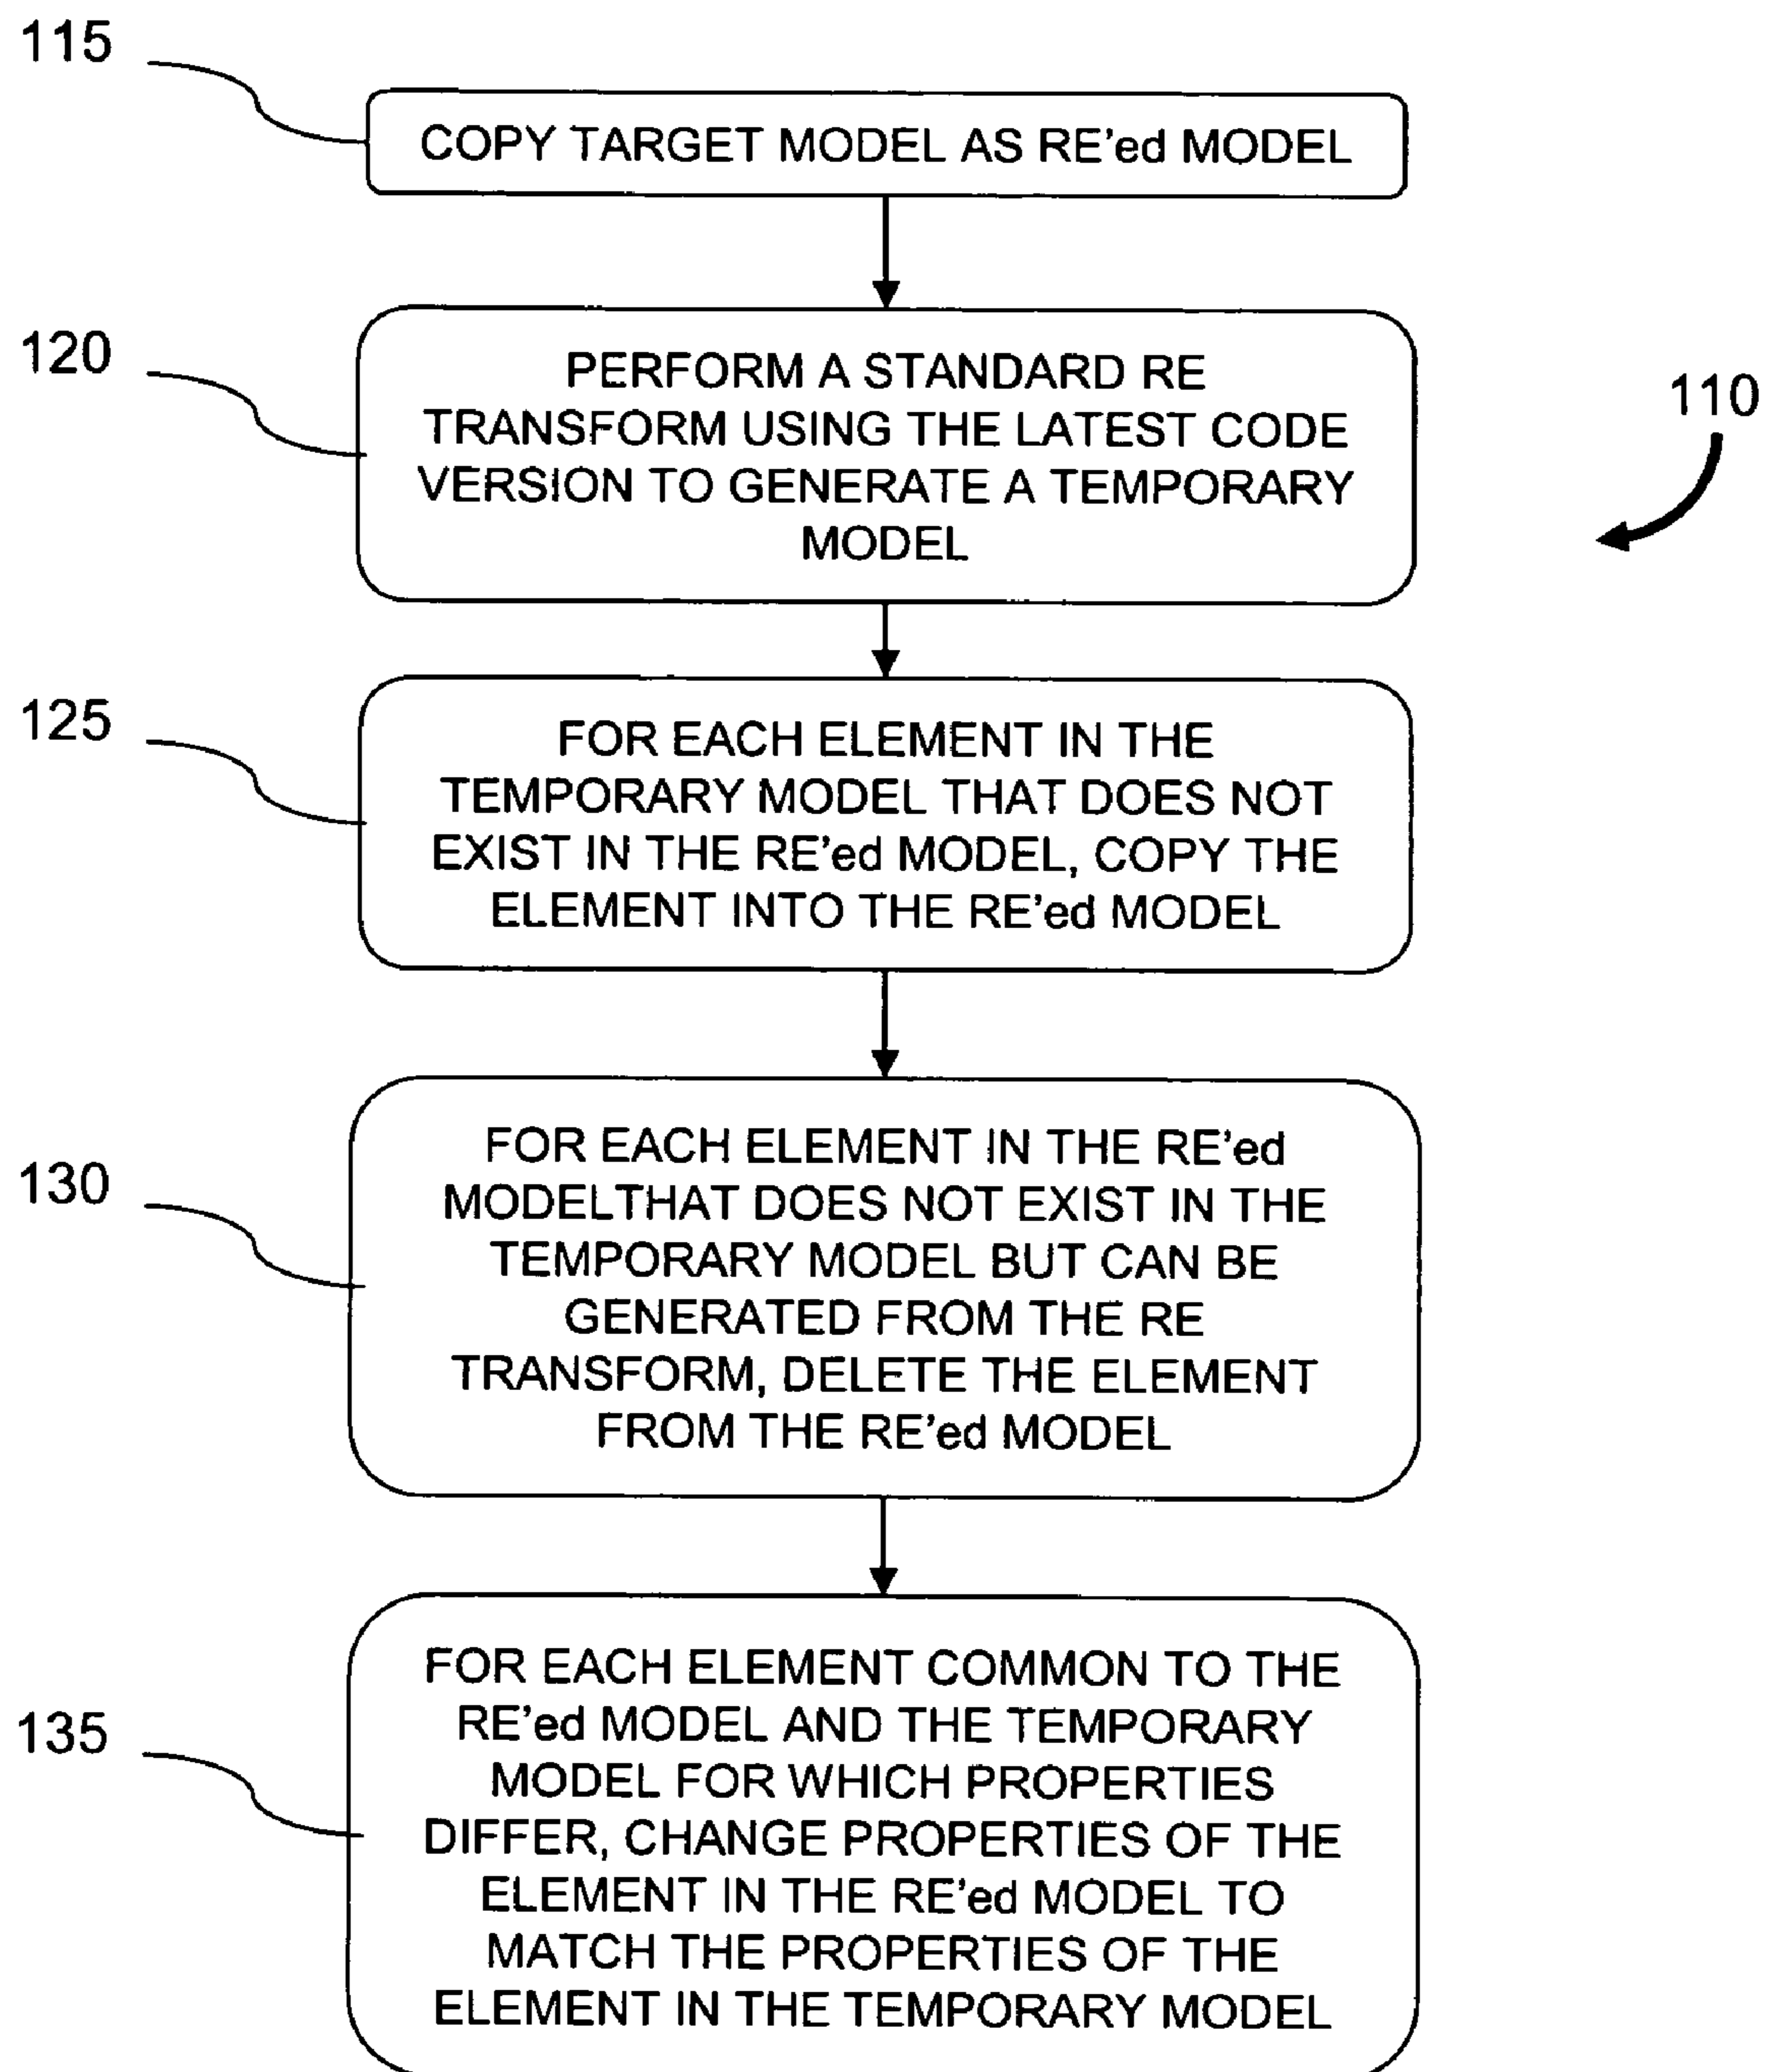 115
COPY TARGET MODEL AS RE'ed MODEL
120
PERFORM A STANDARD RE
TRANSFORM USING THE LATEST CODE
VERSION TO GENERATE A TEMPORARY
MODEL
110
125
FOR EACH ELEMENT IN THE
TEMPORARY MODEL THAT DOES NOT
EXIST IN THE RE'ed MODEL, COPY THE
ELEMENT INTO THE RE'ed MODEL
130
FOR EACH ELEMENT IN THE RE'ed
MODELTHAT DOES NOT EXIST IN THE
TEMPORARY MODEL BUT CAN BE
GENERATED FROM THE RE
TRANSFORM, DELETE THE ELEMENT
FROM THE RE'ed MODEL
135
FOR EACH ELEMENT COMMON TO THE
RE'ed MODEL AND THE TEMPORARY
MODEL FOR WHICH PROPERTIES
DIFFER, CHANGE PROPERTIES OF THE
ELEMENT IN THE RE'ed MODEL TO
MATCH THE PROPERTIES OF THE
ELEMENT IN THE TEMPORARY MODEL